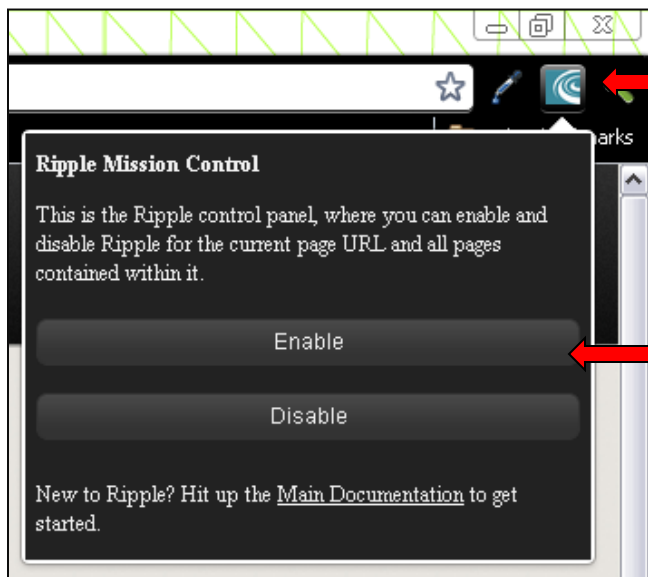 arks
Ripple Mission Control
This is the Ripple control panel, where you can enable and
disable Ripple for the current page URL and all pages
contained within it.
Enable
Disable
New to Ripple? Hit up the Main Documentation to get
started.